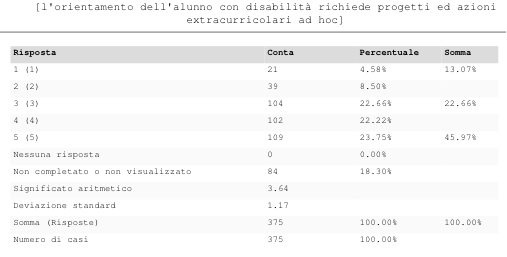 [l'orientamento dell'alunno con disabilità richiede progetti ed azioni
extracurricolari ad hoc]
Risposta Conta Percentuale Somma
1 (1) 21 4.58% 13.07%
2 (2) 39 8.50%
3 (3) 104 22.66% 22.66%
4 (4) 102 22.22%
5 (5) 109 23.75% 45.97%
Nessuna risposta 0 0.00%
Non completato o non visualizzato 84 18.30%
Significato aritmetico 3.64
Deviazione standard 1.17
Somma (Risposte) 375 100.00% 100.00%
Numero di casi 375 100.00%